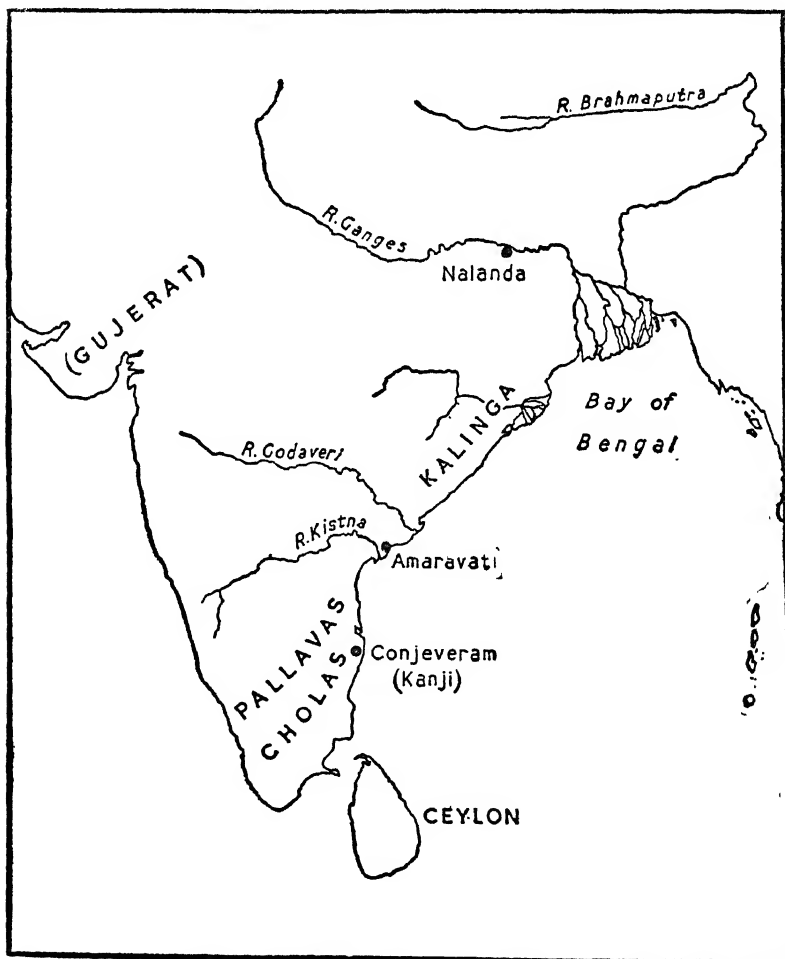 R. Brahmaputra
R. Ganges
Nalanda
(GUJERAT)
Bay of
Bengal
KALINGA
R. Godaveri
R. Kistna
Amaravati
PALLAVAS
CHOLAS
Conjeveram
(Kanji)
CEYLON